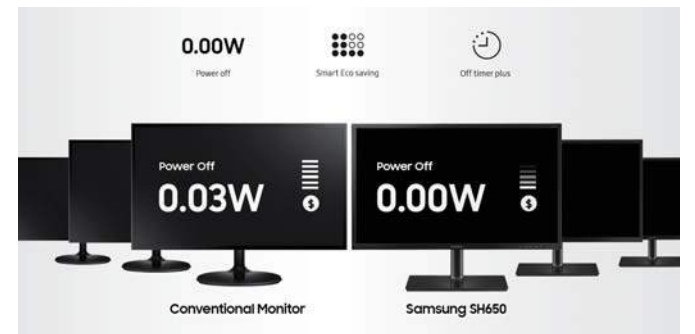 0.00W
Power off
Smart Eco saving
Off timer plus
Power Off
0.03W
$
Power Off
0.00W
$
Conventional Monitor
Samsung SH650